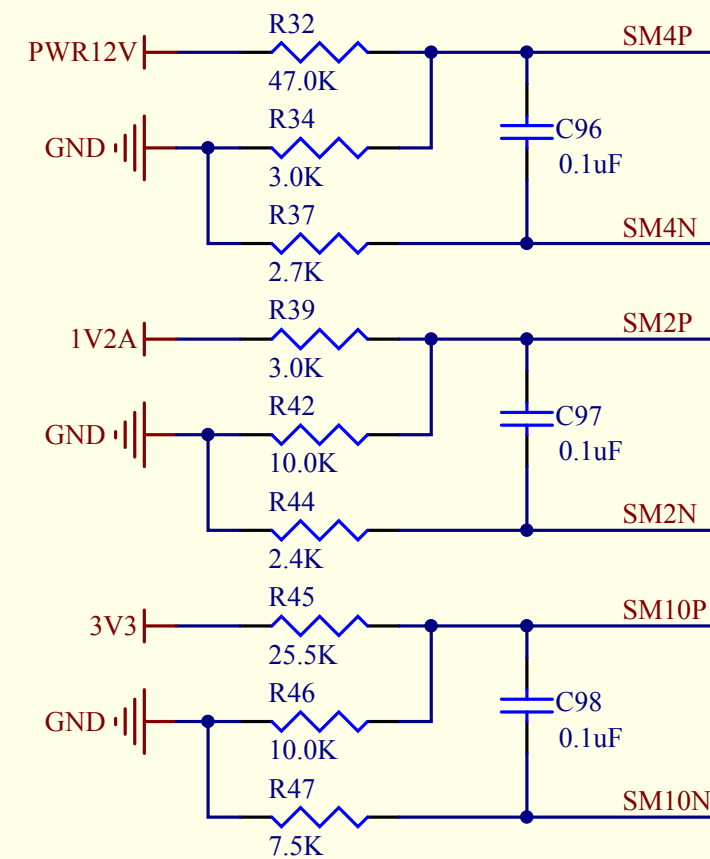 R32
PWR12V
SM4P
47.0K
R34
GND
C96
0.1uF
3.0K
R37
SM4N
2.7K
R39
1V2A
SM2P
3.0K
R42
GND
C97
0.1uF
10.0K
R44
SM2N
2.4K
R45
3V3
SM10P
25.5K
R46
GND
C98
0.1uF
10.0K
R47
SM10N
7.5K